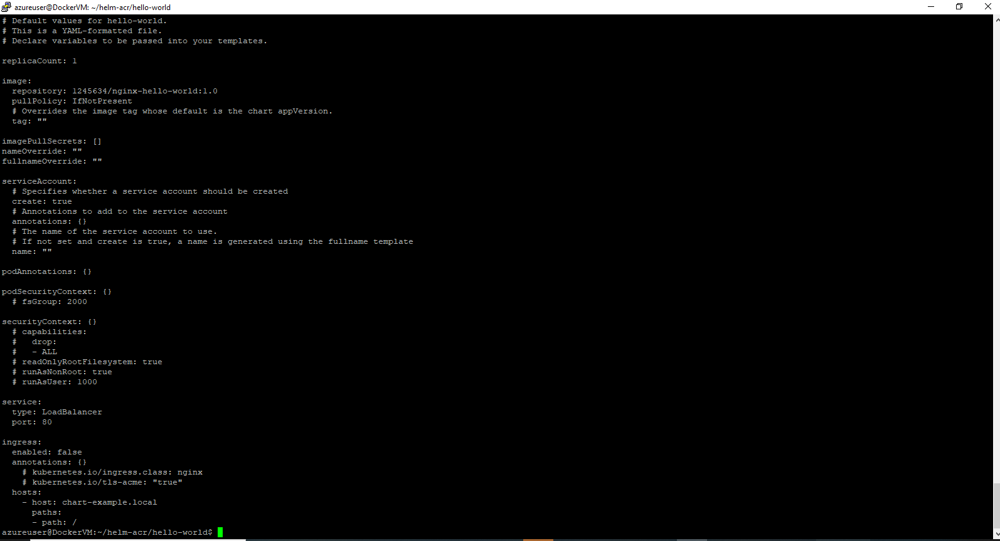 azureuser@DockerVM: ~/helm-acr/hello-world
# Default values for hello-world.
# This is a YAML-formatted file.
# Declare variables to be passed into your templates.

replicaCount: 1

image:
  repository: 1245634/nginx-hello-world:1.0
  pullPolicy: IfNotPresent
  # Overrides the image tag whose default is the chart appVersion.
  tag: ""

imagePullSecrets: []
nameOverride: ""
fullnameOverride: ""

serviceAccount:
  # Specifies whether a service account should be created
  create: true
  # Annotations to add to the service account
  annotations: {}
  # The name of the service account to use.
  # If not set and create is true, a name is generated using the fullname template
  name: ""

podAnnotations: {}

podSecurityContext: {}
  # fsGroup: 2000

securityContext: {}
  # capabilities:
  #   drop:
  #   - ALL
  # readOnlyRootFilesystem: true
  # runAsNonRoot: true
  # runAsUser: 1000

service:
  type: LoadBalancer
  port: 80

ingress:
  enabled: false
  annotations: {}
    # kubernetes.io/ingress.class: nginx
    # kubernetes.io/tls-acme: "true"
  hosts:
    - host: chart-example.local
      paths:
      - path: /
azureuser@DockerVM:~/helm-acr/hello-world$